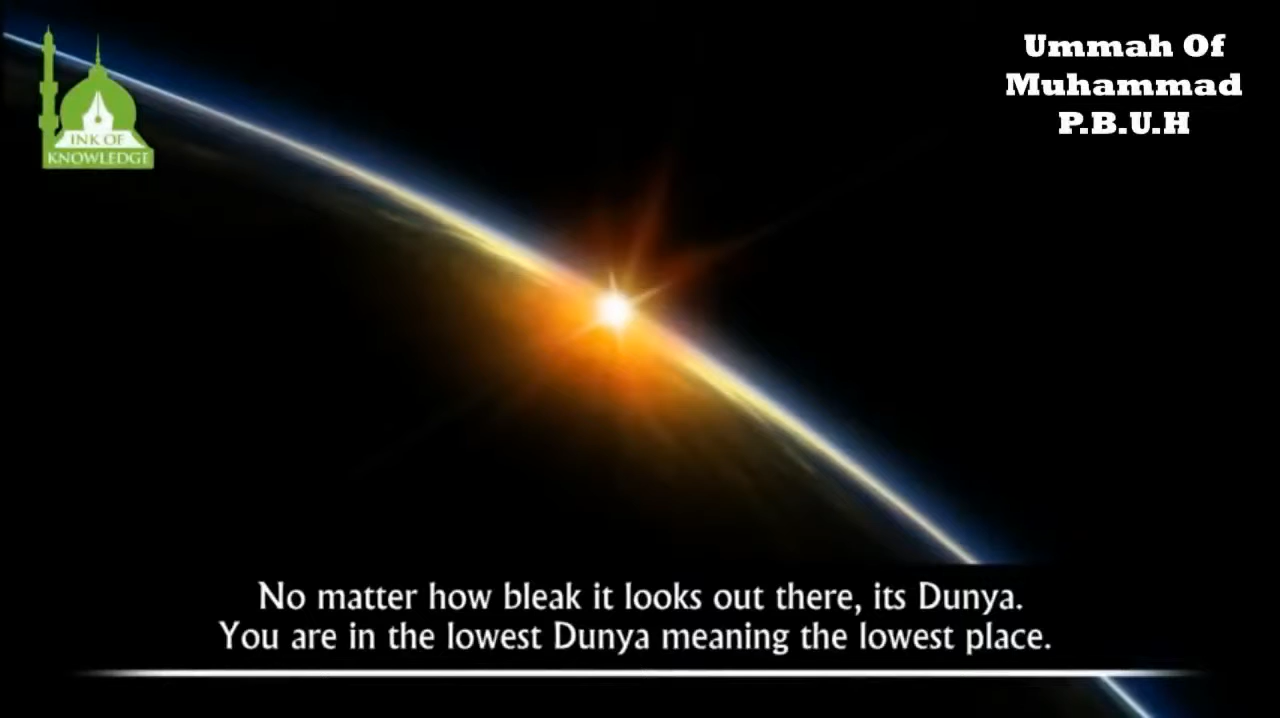 Ummah Of
Muhammad
P.B.U.H
INK OF
KNOWLEDGE
No matter how bleak it looks out there, its Dunya.
You are in the lowest Dunya meaning the lowest place.